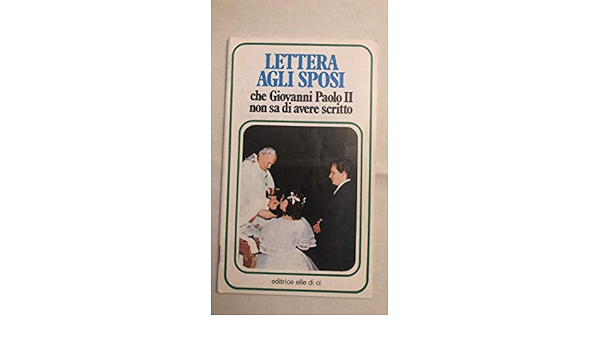 LETTERA
AGLI SPOSI
che Giovanni Paolo II
non sa di avere scritto
editrice elle di ci